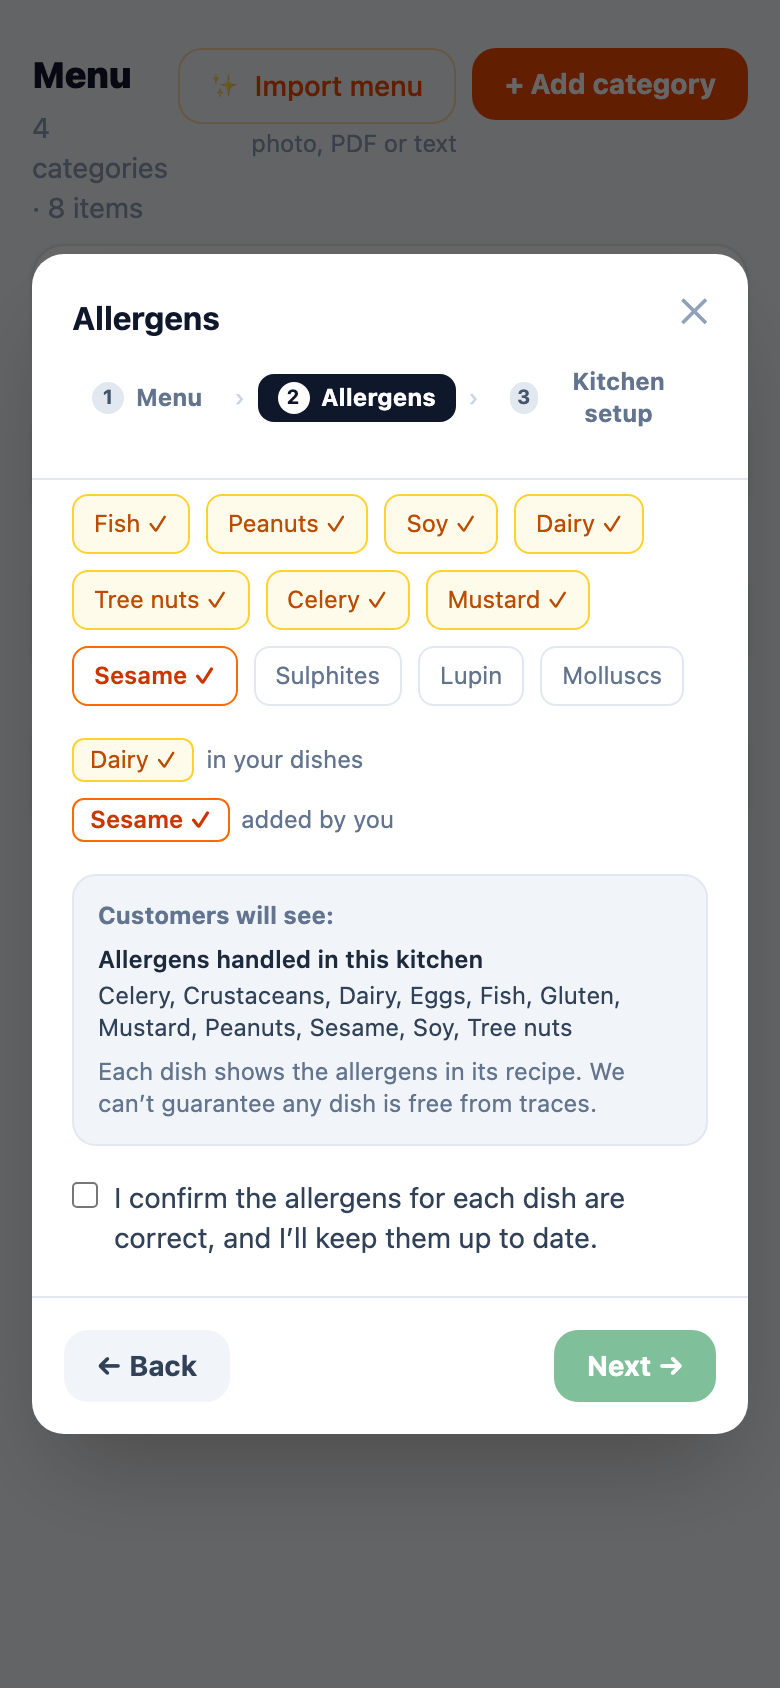 Menu
✨ Import menu
+ Add category
4 categories · 8 items
photo, PDF or text
Allergens
1 Menu › 2 Allergens › 3 Kitchen setup
Fish ✓ Peanuts ✓ Soy ✓ Dairy ✓
Tree nuts ✓ Celery ✓ Mustard ✓
Sesame ✓ Sulphites Lupin Molluscs
Dairy ✓ in your dishes
Sesame ✓ added by you
Customers will see:
Allergens handled in this kitchen
Celery, Crustaceans, Dairy, Eggs, Fish, Gluten,
Mustard, Peanuts, Sesame, Soy, Tree nuts
Each dish shows the allergens in its recipe. We
can’t guarantee any dish is free from traces.
I confirm the allergens for each dish are
correct, and I’ll keep them up to date.
← Back
Next →